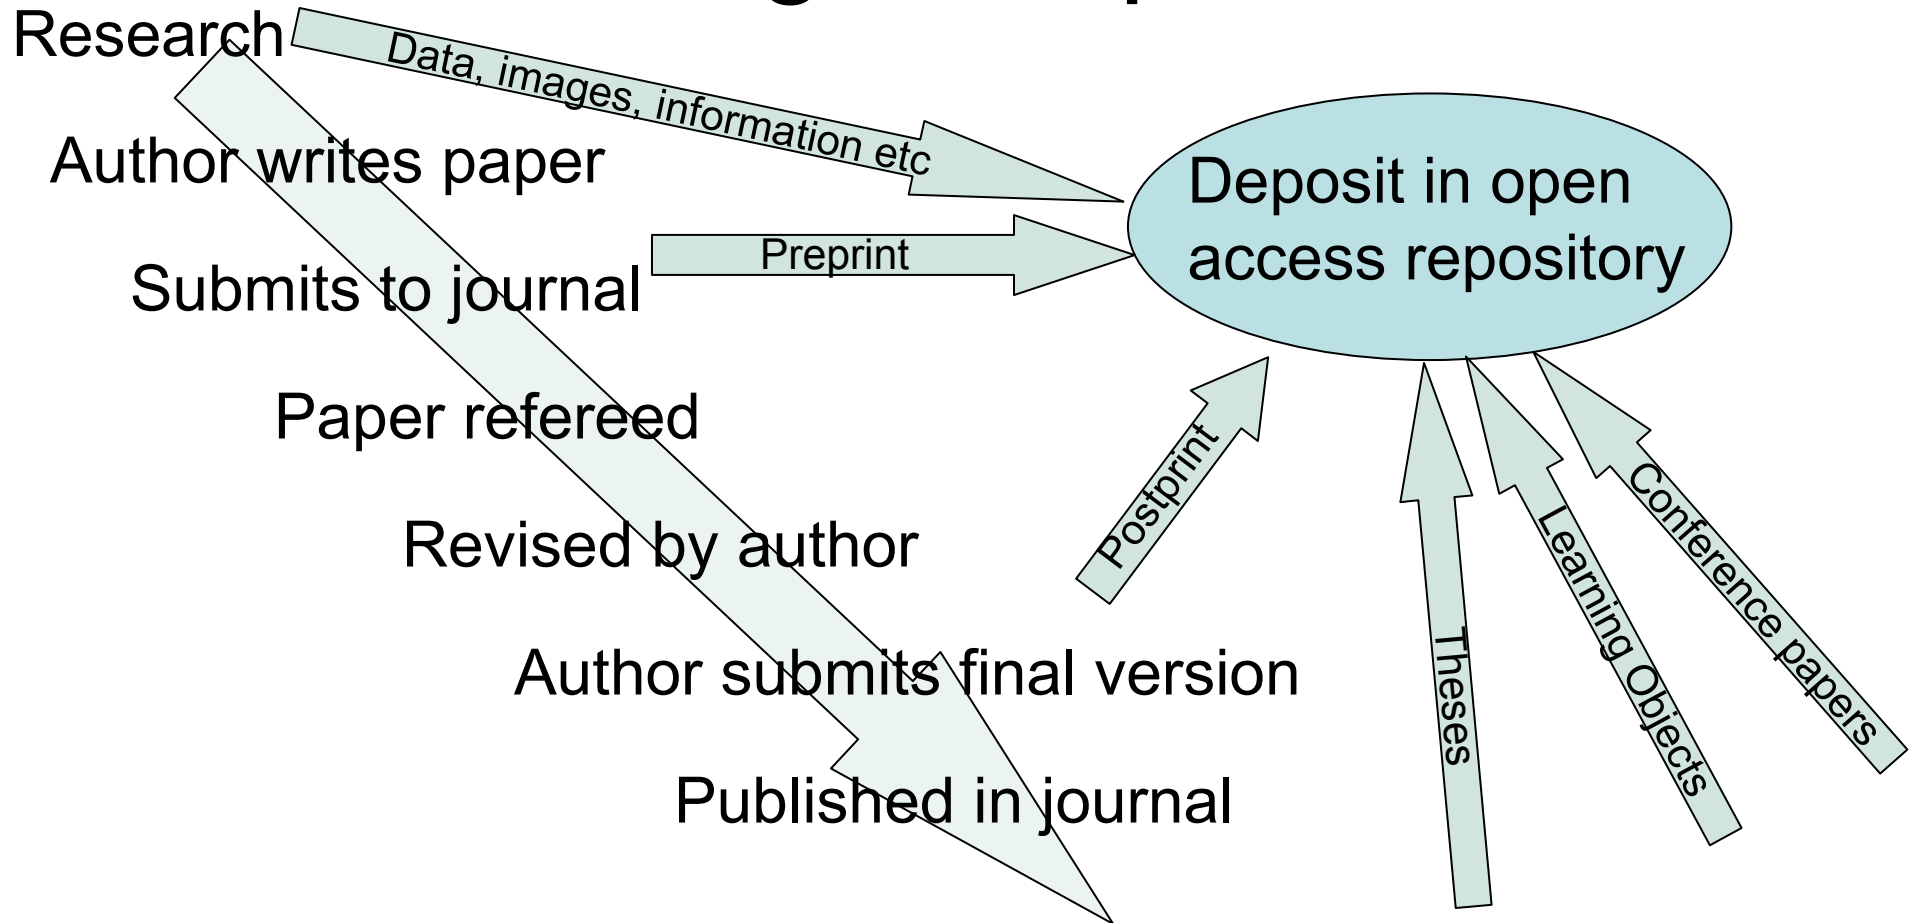 Research
Data, images, information etc
Author writes paper
Deposit in open
access repository
Preprint
Submits to journal
Paper refereed
Postprint
Revised by author
Conference papers
Learning Objects
Author submits final version
Theses
Published in journal